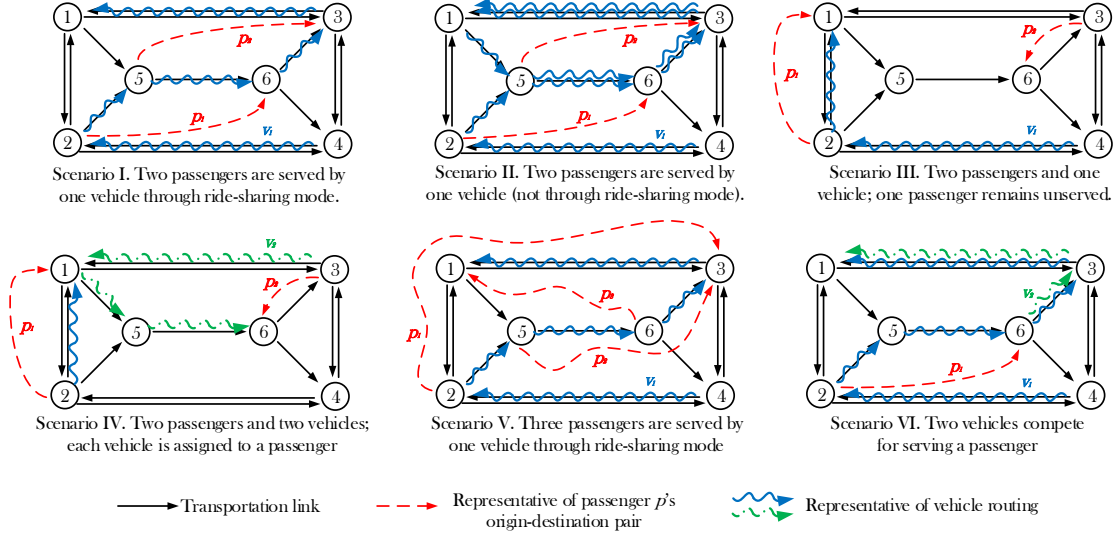 1
3
p₂
5
6
p₁
v₁
2
4
Scenario I. Two passengers are served by
one vehicle through ride-sharing mode.
1
3
p₂
5
6
p₁
v₁
2
4
Scenario II. Two passengers are served by
one vehicle (not through ride-sharing mode).
1
3
p₂
p₁
5
6
v₁
2
4
Scenario III. Two passengers and one
vehicle; one passenger remains unserved.
v₂
1
3
p₂
p₁
5
6
2
4
Scenario IV. Two passengers and two vehicles;
each vehicle is assigned to a passenger
1
3
p₃
p₁
5
6
p₂
v₁
2
4
Scenario V. Three passengers are served by
one vehicle through ride-sharing mode
1
3
v₂
5
6
p₁
v₁
2
4
Scenario VI. Two vehicles compete
for serving a passenger
Transportation link
Representative of passenger p's
origin-destination pair
Representative of vehicle routing